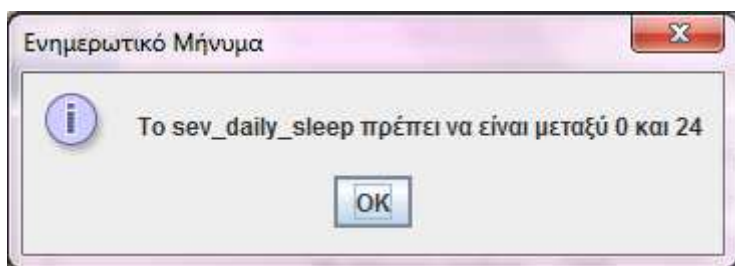 Ενημερωτικό Μήνυμα
Το sev_daily_sleep πρέπει να είναι μεταξύ 0 και 24
OK